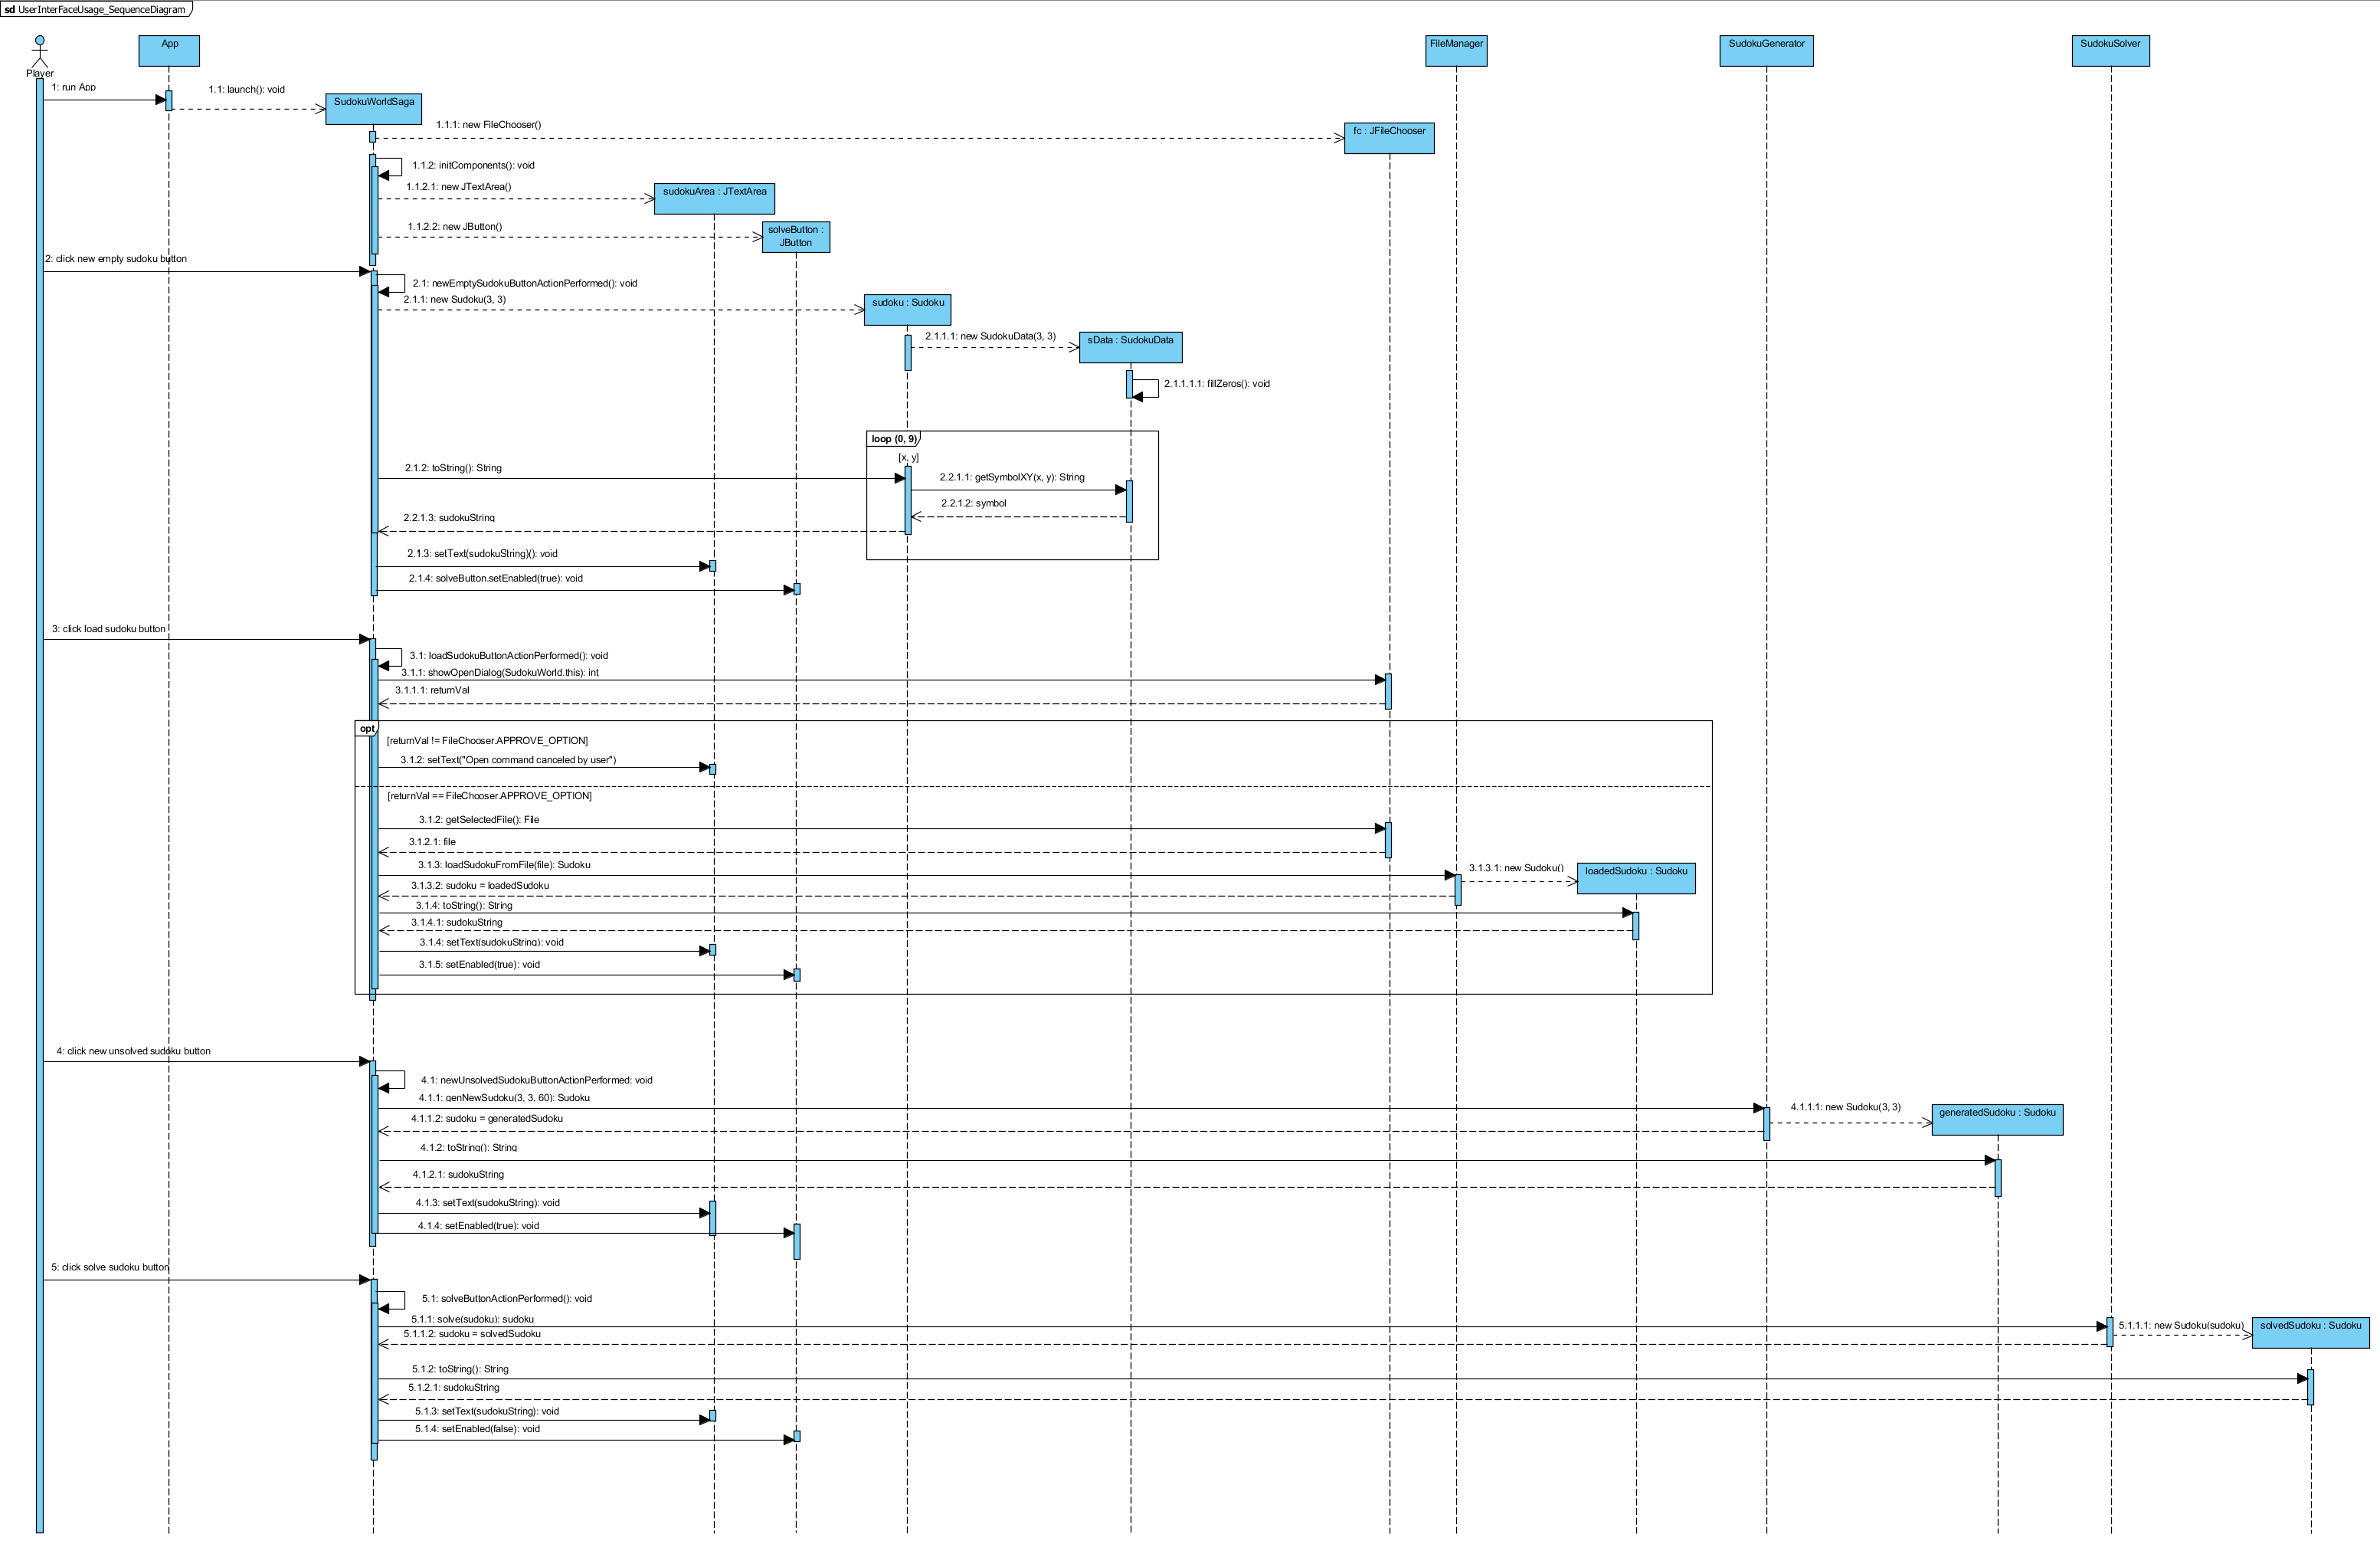 sd UserInterFaceUsage_SequenceDiagram
Player
App
FileManager
SudokuGenerator
SudokuSolver
1: run App
1.1: launch(): void
SudokuWorldSaga
1.1.1: new FileChooser()
fc : JFileChooser
1.1.2: initComponents(): void
1.1.2.1: new JTextArea()
sudokuArea : JTextArea
1.1.2.2: new JButton()
solveButton :
JButton
2: click new empty sudoku button
2.1: newEmptySudokuButtonActionPerformed(): void
2.1.1: new Sudoku(3, 3)
sudoku : Sudoku
2.1.1.1: new SudokuData(3, 3)
sData : SudokuData
2.1.1.1.1: fillZeros(): void
loop (0, 9)
[x, y]
2.1.2: toString(): String
2.2.1.1: getSymbolXY(x, y): String
2.2.1.2: symbol
2.2.1.3: sudokuString
2.1.3: setText(sudokuString)(): void
2.1.4: solveButton.setEnabled(true): void
3: click load sudoku button
3.1: loadSudokuButtonActionPerformed(): void
3.1.1: showOpenDialog(SudokuWorld.this): int
3.1.1.1: returnVal
opt
[returnVal != FileChooser.APPROVE_OPTION]
3.1.2: setText("Open command canceled by user")
[returnVal == FileChooser.APPROVE_OPTION]
3.1.2: getSelectedFile(): File
3.1.2.1: file
3.1.3: loadSudokuFromFile(file): Sudoku
3.1.3.1: new Sudoku()
loadedSudoku : Sudoku
3.1.3.2: sudoku = loadedSudoku
3.1.4: toString(): String
3.1.4.1: sudokuString
3.1.4: setText(sudokuString): void
3.1.5: setEnabled(true): void
4: click new unsolved sudoku button
4.1: newUnsolvedSudokuButtonActionPerformed: void
4.1.1: genNewSudoku(3, 3, 60): Sudoku
4.1.1.1: new Sudoku(3, 3)
generatedSudoku : Sudoku
4.1.1.2: sudoku = generatedSudoku
4.1.2: toString(): String
4.1.2.1: sudokuString
4.1.3: setText(sudokuString): void
4.1.4: setEnabled(true): void
5: click solve sudoku button
5.1: solveButtonActionPerformed(): void
5.1.1: solve(sudoku): sudoku
5.1.1.1: new Sudoku(sudoku)
solvedSudoku : Sudoku
5.1.1.2: sudoku = solvedSudoku
5.1.2: toString(): String
5.1.2.1: sudokuString
5.1.3: setText(sudokuString): void
5.1.4: setEnabled(false): void